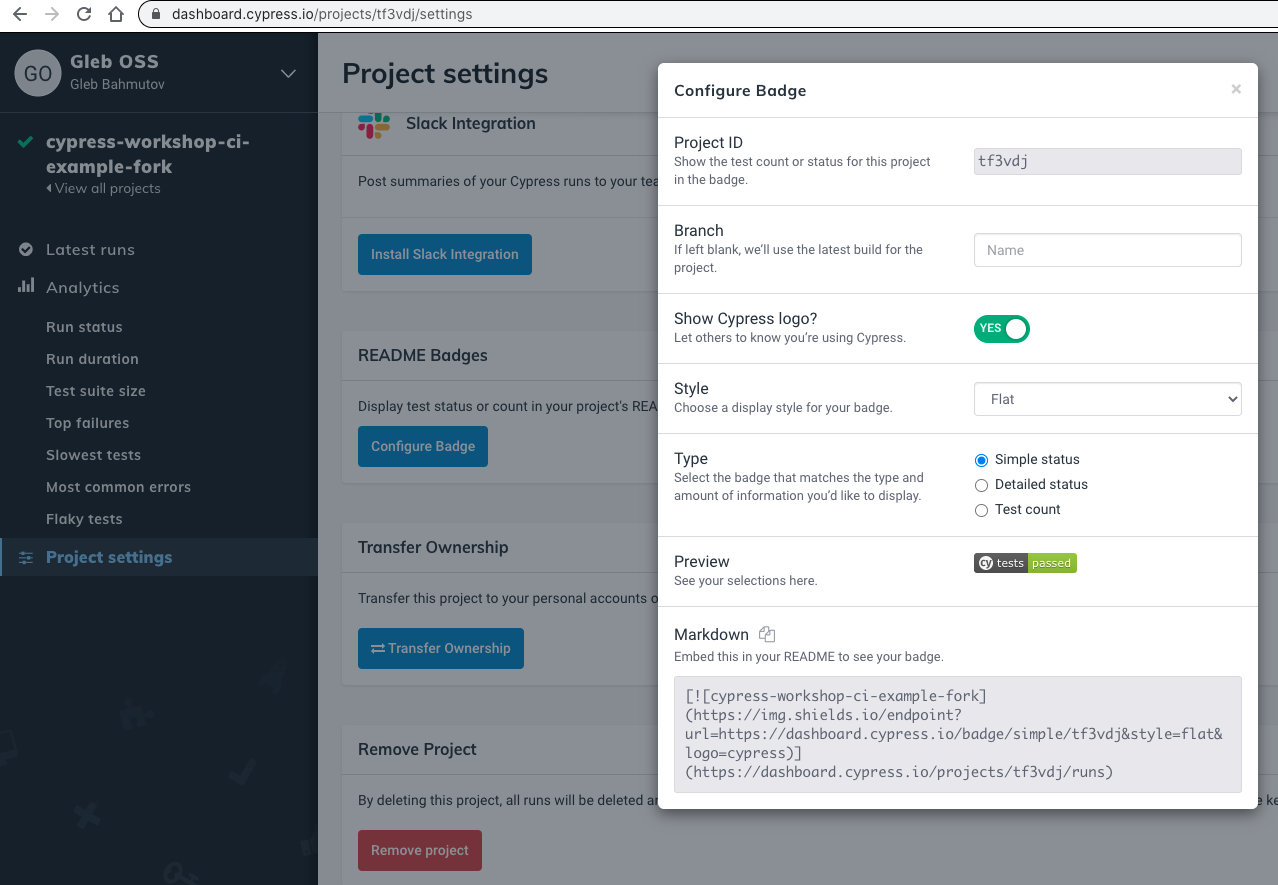 dashboard.cypress.io/projects/tf3vdj/settings
GO
Gleb OSS
Gleb Bahmutov
cypress-workshop-ci-
example-fork
View all projects
Latest runs
Analytics
Run status
Run duration
Test suite size
Top failures
Slowest tests
Most common errors
Flaky tests
Project settings
Project settings
Slack Integration
Post summaries of your Cypress runs to your
Install Slack Integration
README Badges
Display test status or count in your project's
Configure Badge
Transfer Ownership
Transfer this project to your personal accounts
Transfer Ownership
Remove Project
By deleting this project, all runs will be deleted
Remove project
Configure Badge
×
Project ID
Show the test count or status for this project
in the badge.
tf3vdj
Branch
If left blank, we'll use the latest build for the
project.
Name
Show Cypress logo?
Let others to know you're using Cypress.
YES
Style
Choose a display style for your badge.
Flat
Type
Select the badge that matches the type and
amount of information you'd like to display.
Simple status
Detailed status
Test count
Preview
See your selections here.
cy tests passed
Markdown
Embed this in your README to see your badge.
[![cypress-workshop-ci-example-fork]
(https://img.shields.io/endpoint?
url=https://dashboard.cypress.io/badge/simple/tf3vdj&style=flat&
logo=cypress)]
(https://dashboard.cypress.io/projects/tf3vdj/runs)